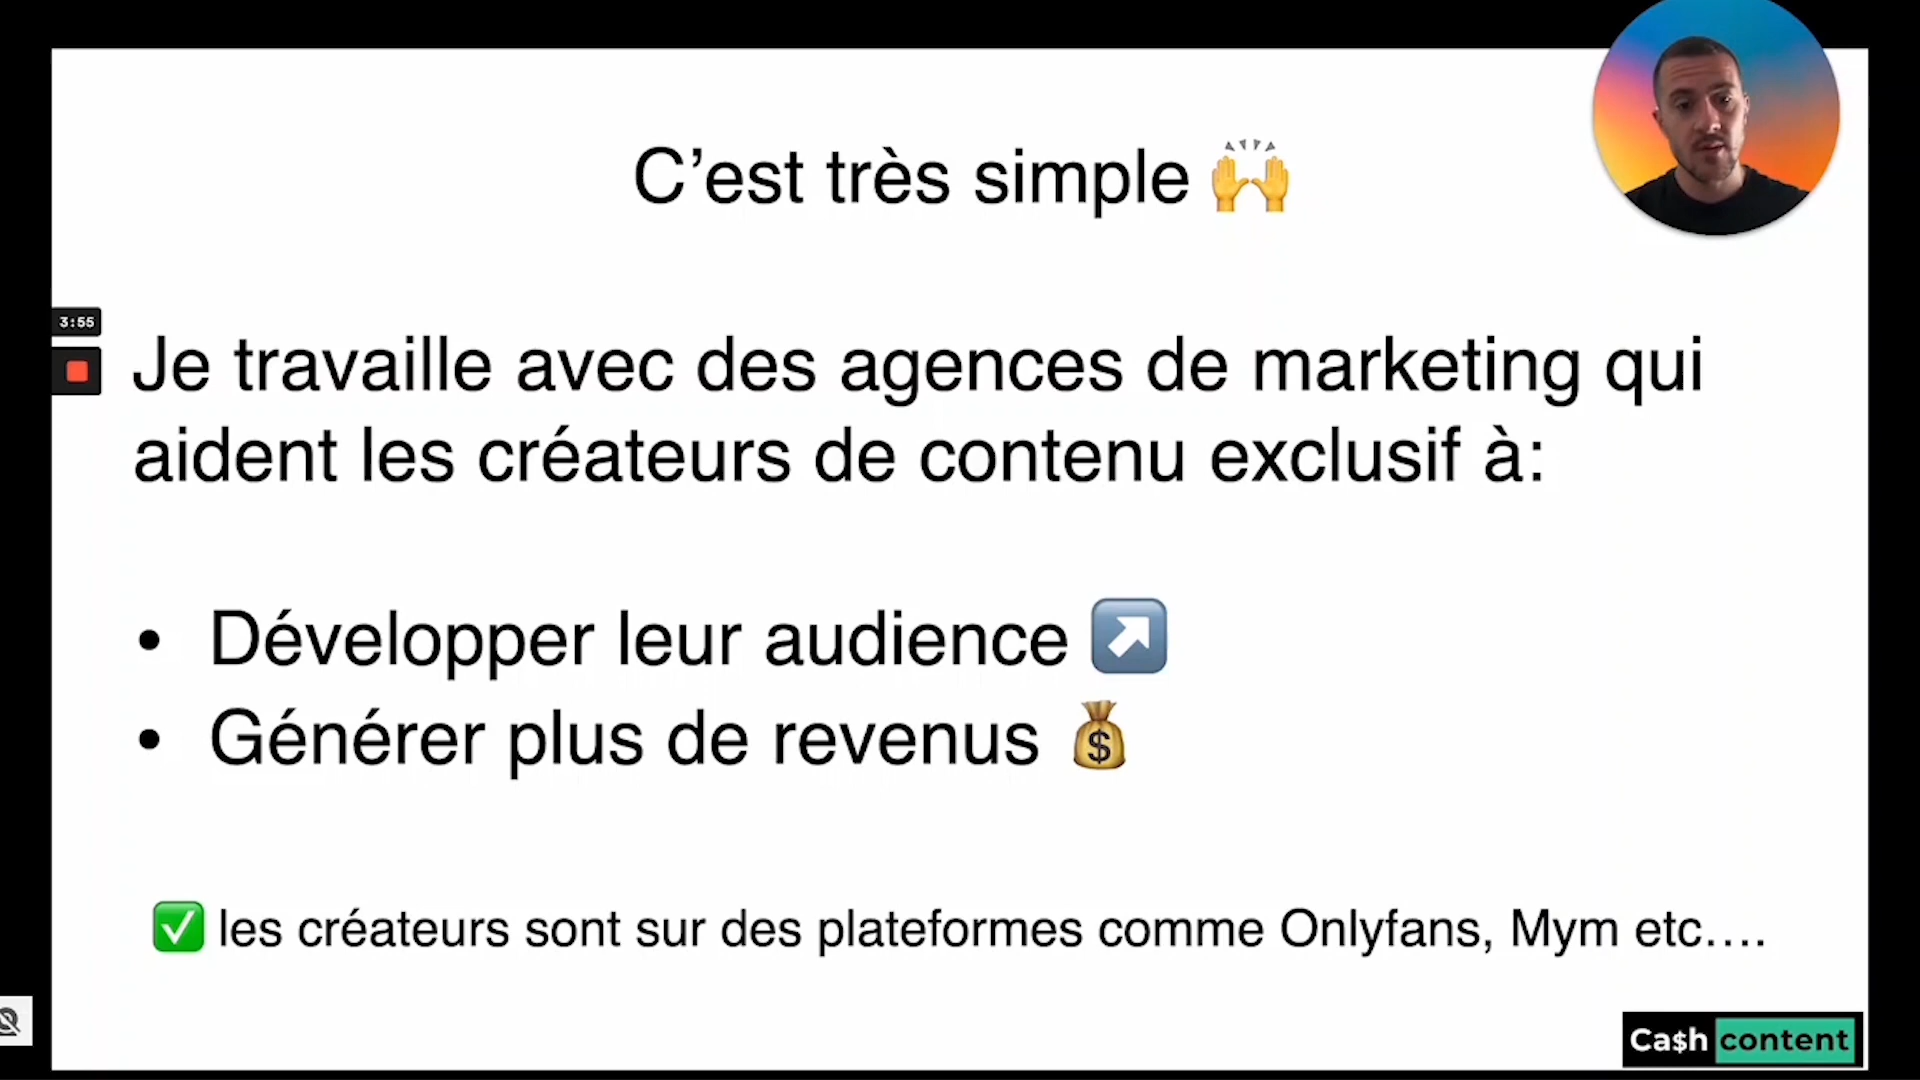 C’est très simple 🙌
3:55
Je travaille avec des agences de marketing qui
aident les créateurs de contenu exclusif à:
• Développer leur audience ↗️
• Générer plus de revenus 💰
✅ les créateurs sont sur des plateformes comme Onlyfans, Mym etc....
Ca$h content